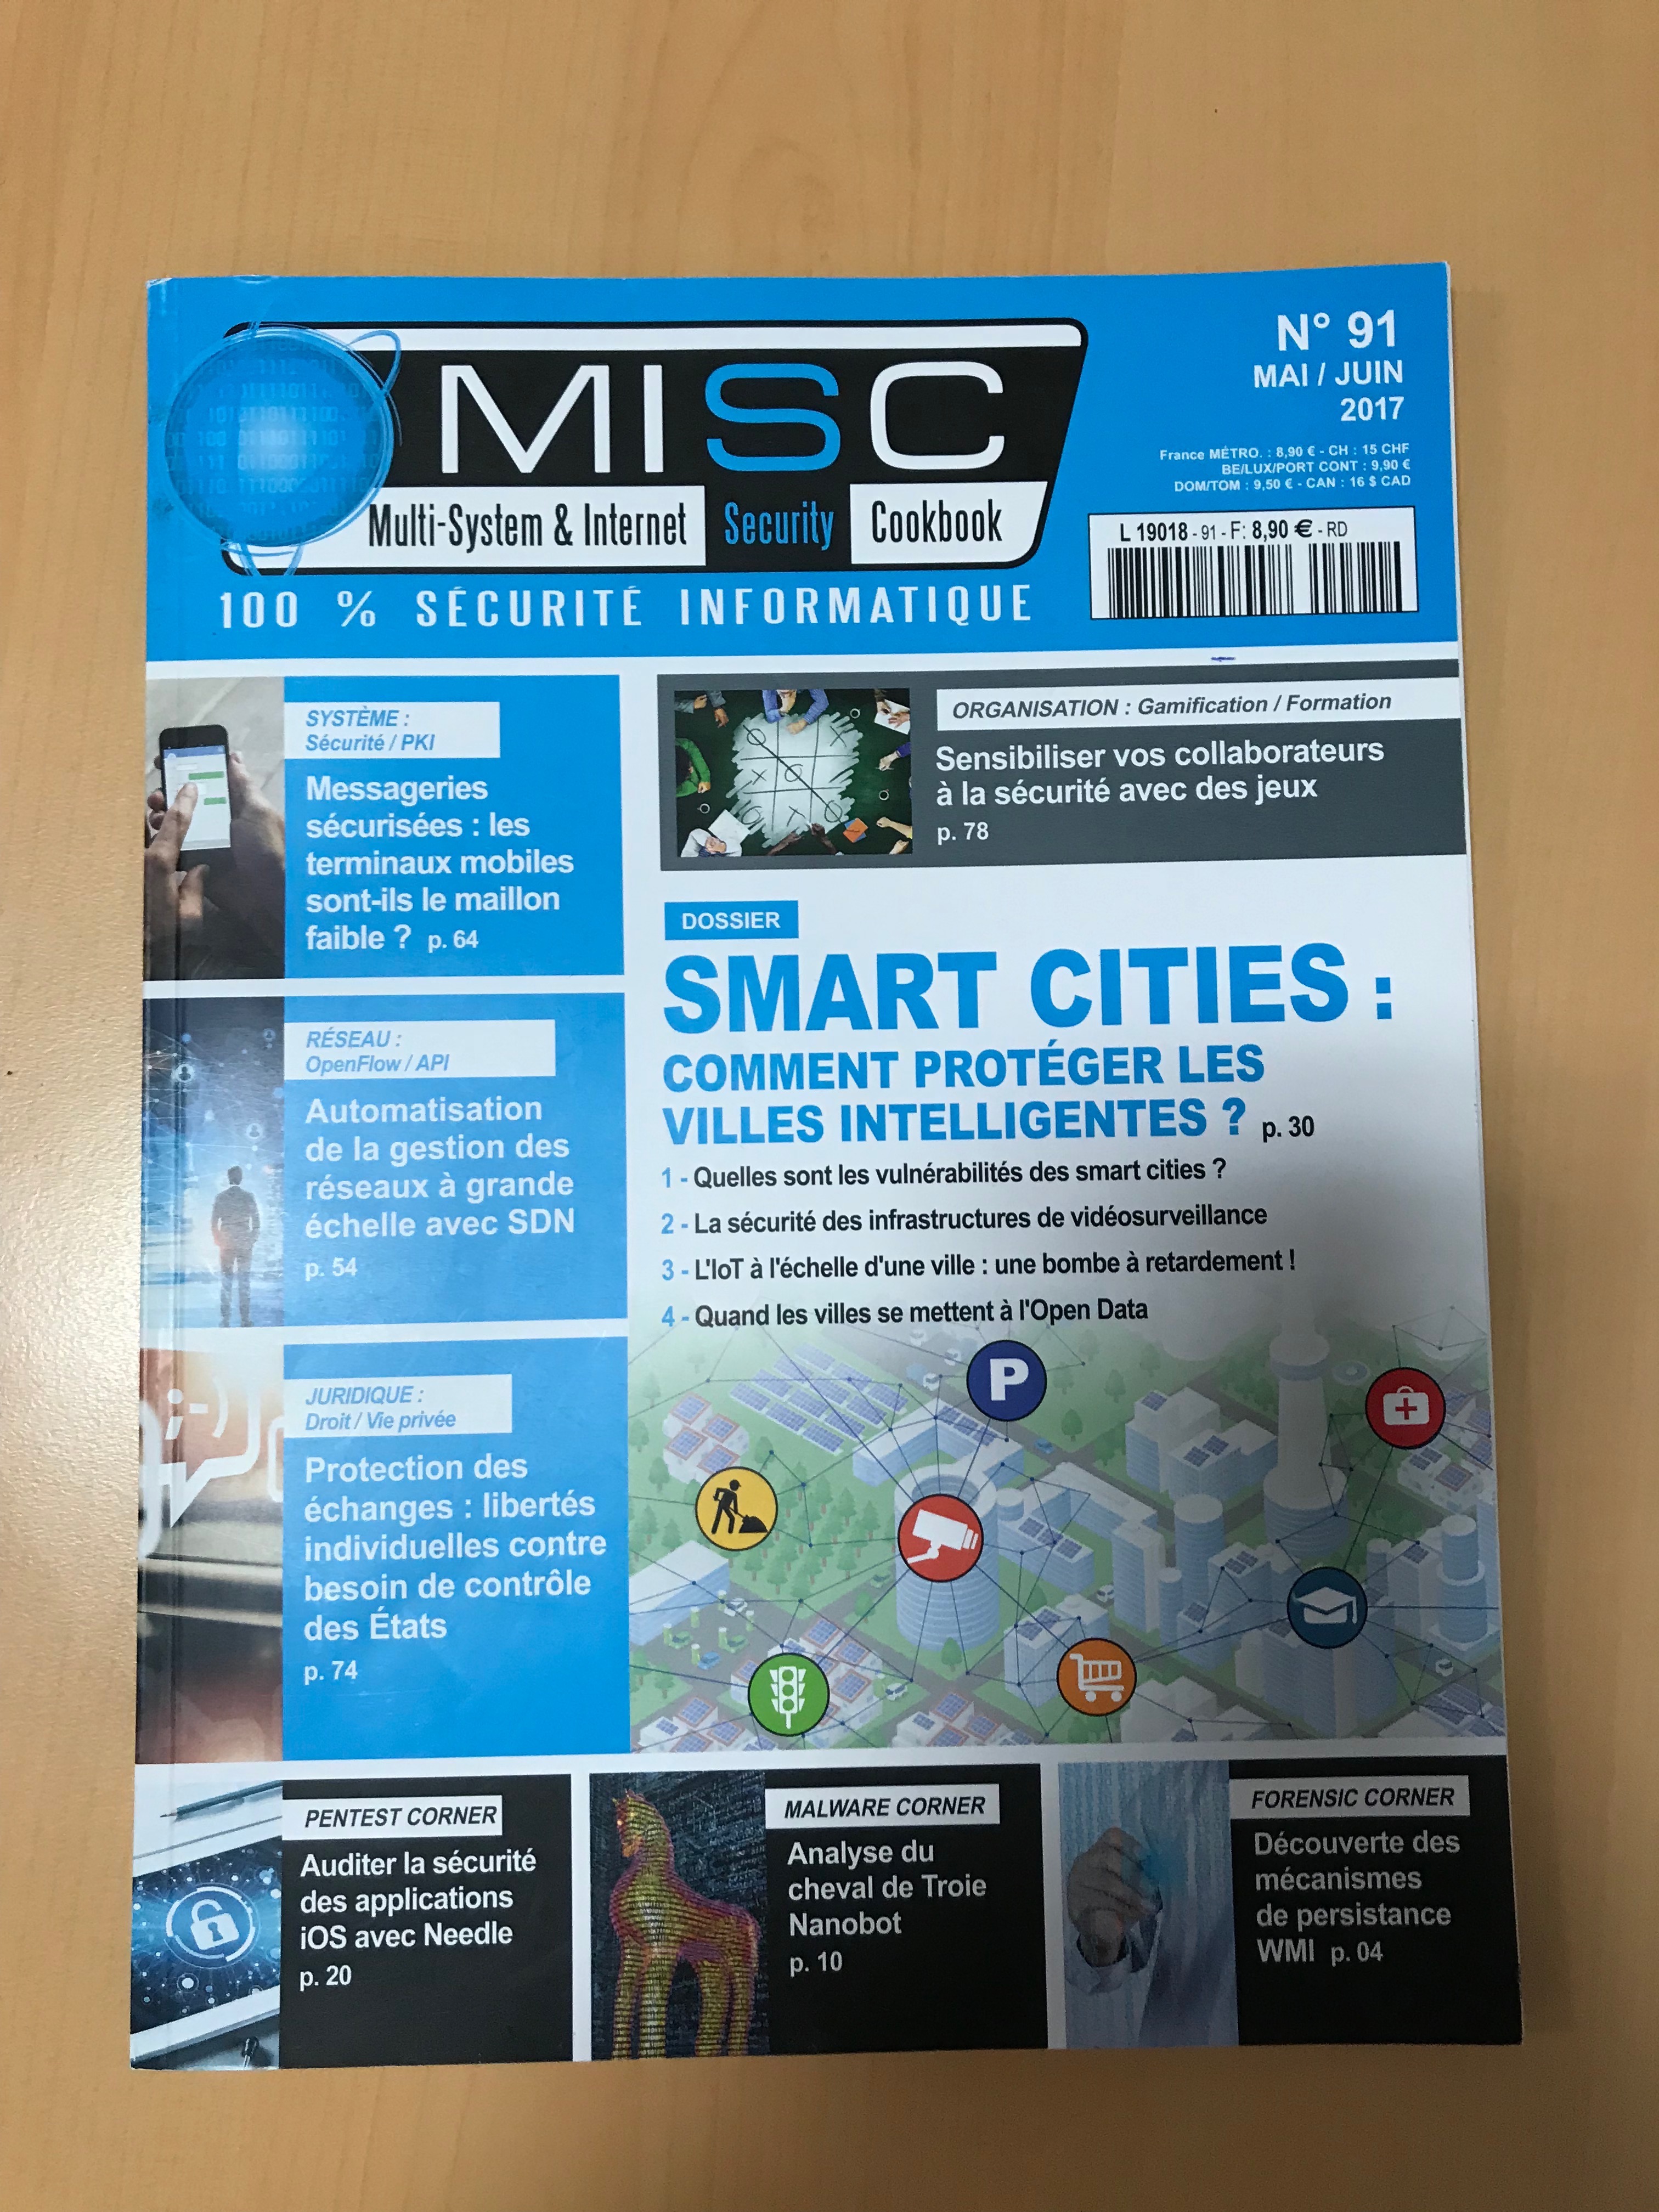 MISC
Multi-System & Internet Security Cookbook
100 % SÉCURITÉ INFORMATIQUE
N° 91
MAI / JUIN
2017
France MÉTRO. : 8,90 € - CH : 15 CHF
BE/LUX/PORT CONT : 9,90 €
DOM/TOM : 9,50 € - CAN : 16 $ CAD
L 19018 - 91 - F: 8,90 € - RD
SYSTÈME :
Sécurité / PKI
Messageries
sécurisées : les
terminaux mobiles
sont-ils le maillon
faible ? p. 64
RÉSEAU :
OpenFlow / API
Automatisation
de la gestion des
réseaux à grande
échelle avec SDN
p. 54
JURIDIQUE :
Droit / Vie privée
Protection des
échanges : libertés
individuelles contre
besoin de contrôle
des États
p. 74
ORGANISATION : Gamification / Formation
Sensibiliser vos collaborateurs
à la sécurité avec des jeux
p. 78
DOSSIER
SMART CITIES :
COMMENT PROTÉGER LES
VILLES INTELLIGENTES ? p. 30
1 - Quelles sont les vulnérabilités des smart cities ?
2 - La sécurité des infrastructures de vidéosurveillance
3 - L'IoT à l'échelle d'une ville : une bombe à retardement !
4 - Quand les villes se mettent à l'Open Data
P
PENTEST CORNER
Auditer la sécurité
des applications
iOS avec Needle
p. 20
MALWARE CORNER
Analyse du
cheval de Troie
Nanobot
p. 10
FORENSIC CORNER
Découverte des
mécanismes
de persistance
WMI p. 04